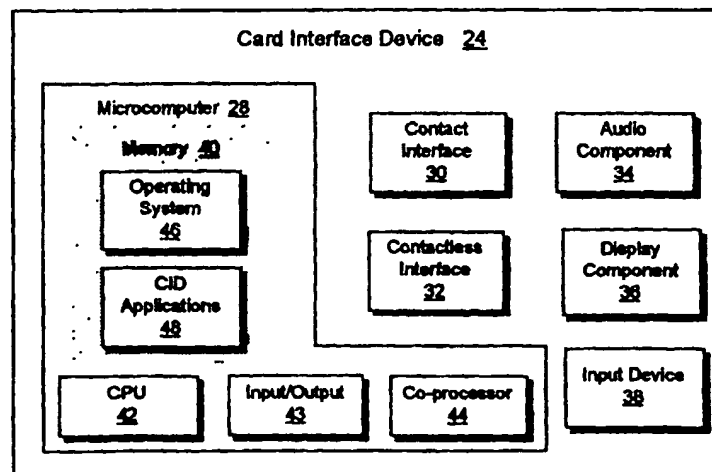 Card Interface Device 24
Microcomputer 28
Memory 40
Operating
System
46
CID
Applications
48
CPU
42
Input/Output
43
Co-processor
44
Contact
Interface
30
Contactless
Interface
32
Audio
Component
34
Display
Component
36
Input Device
38